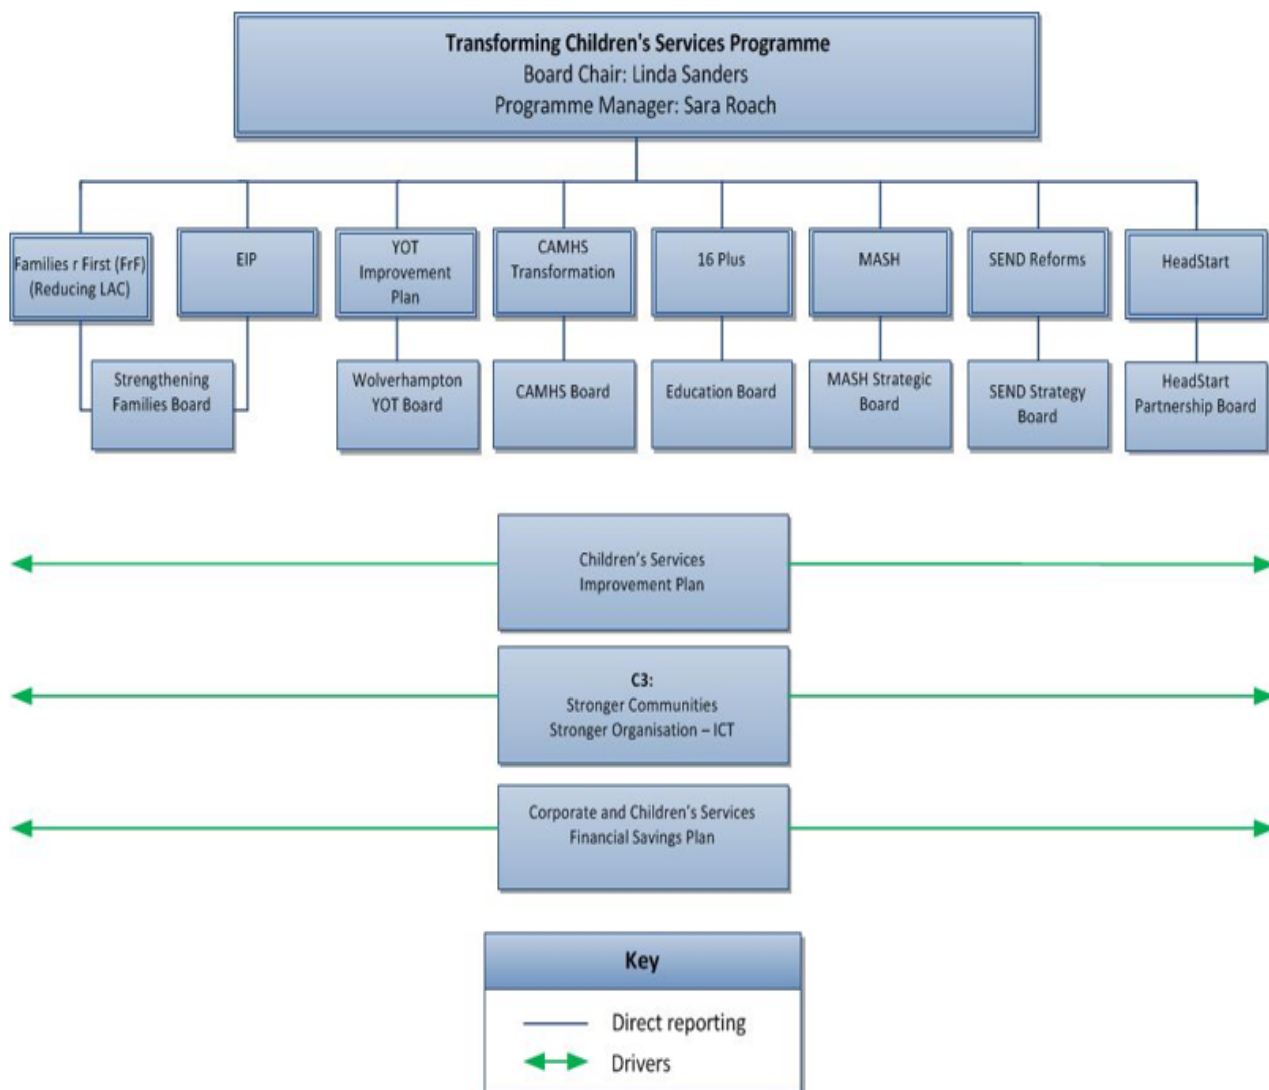 Transforming Children's Services Programme
Board Chair: Linda Sanders
Programme Manager: Sara Roach
Families r First (FrF)
(Reducing LAC)
EIP
YOT
Improvement
Plan
CAMHS
Transformation
16 Plus
MASH
SEND Reforms
HeadStart
Strengthening
Families Board
Wolverhampton
YOT Board
CAMHS Board
Education Board
MASH Strategic
Board
SEND Strategy
Board
HeadStart
Partnership Board
Children’s Services
Improvement Plan
C3:
Stronger Communities
Stronger Organisation – ICT
Corporate and Children’s Services
Financial Savings Plan
Key
Direct reporting
Drivers